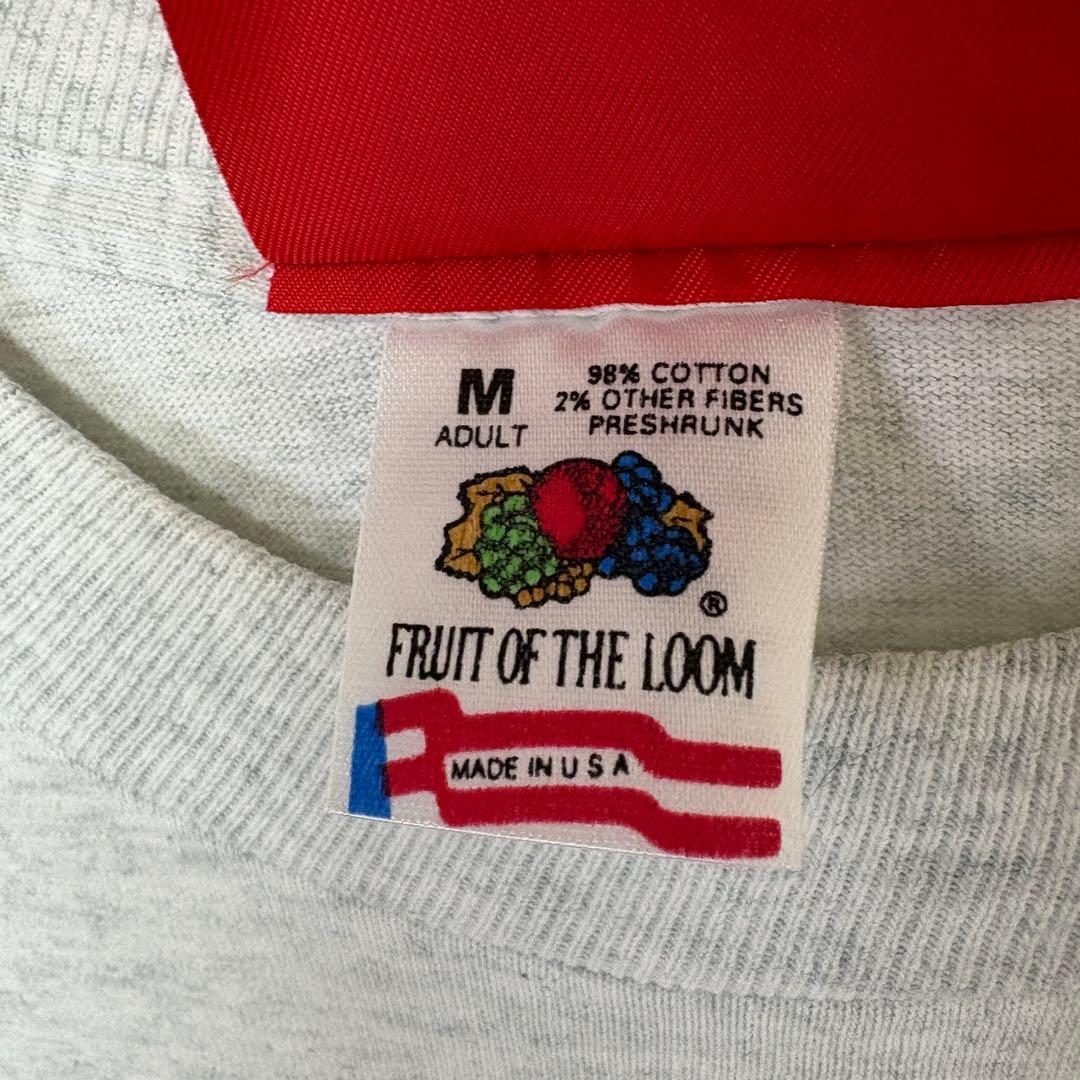 M
ADULT
98% COTTON
2% OTHER FIBERS
PRESHRUNK
®
FRUIT OF THE LOOM
MADE IN U S A